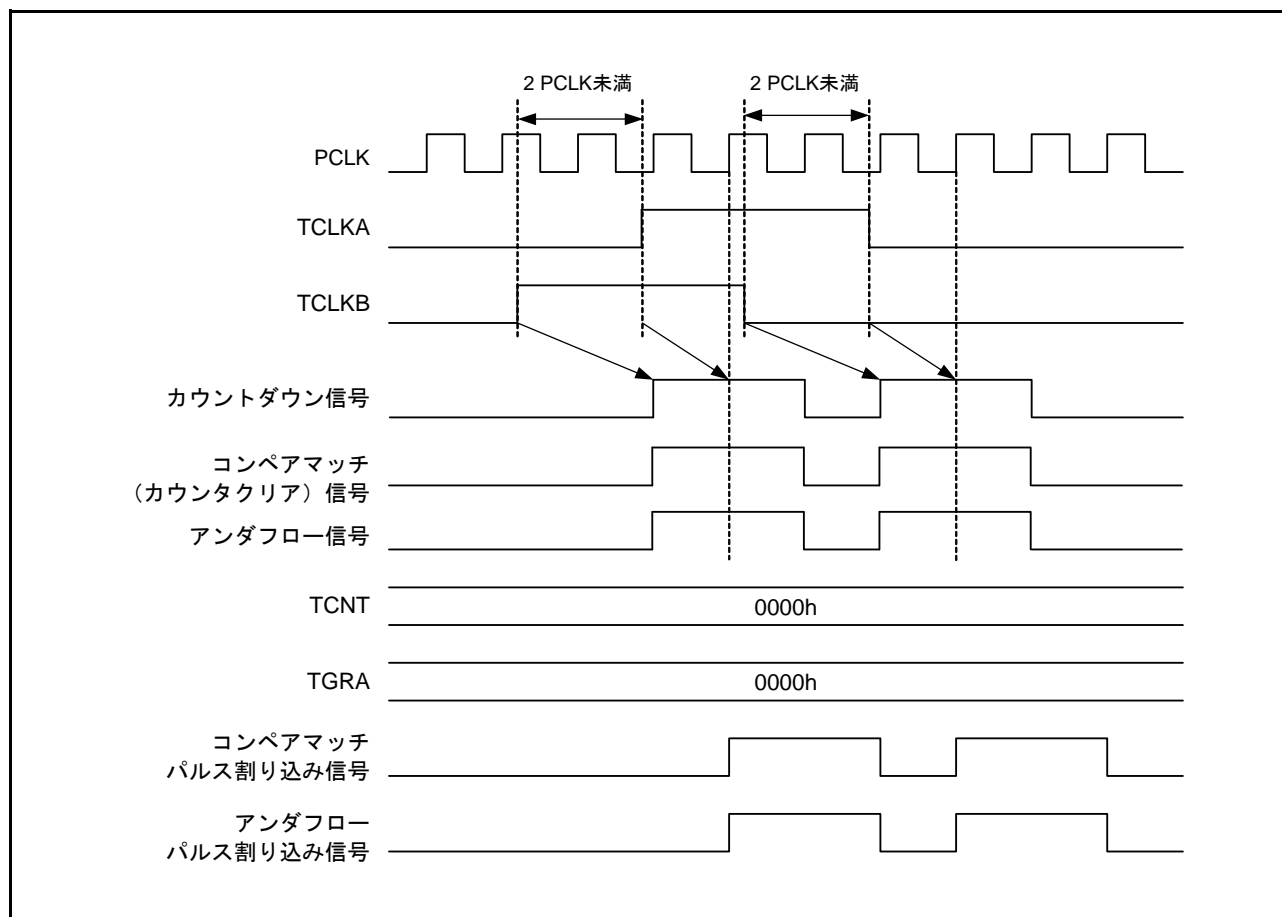 2 PCLK未満 2 PCLK未満
PCLK
TCLKA
TCLKB
カウントダウン信号
コンペアマッチ
（カウンタクリア）信号
アンダフロー信号
TCNT 0000h
TGRA 0000h
コンペアマッチ
パルス割り込み信号
アンダフロー
パルス割り込み信号